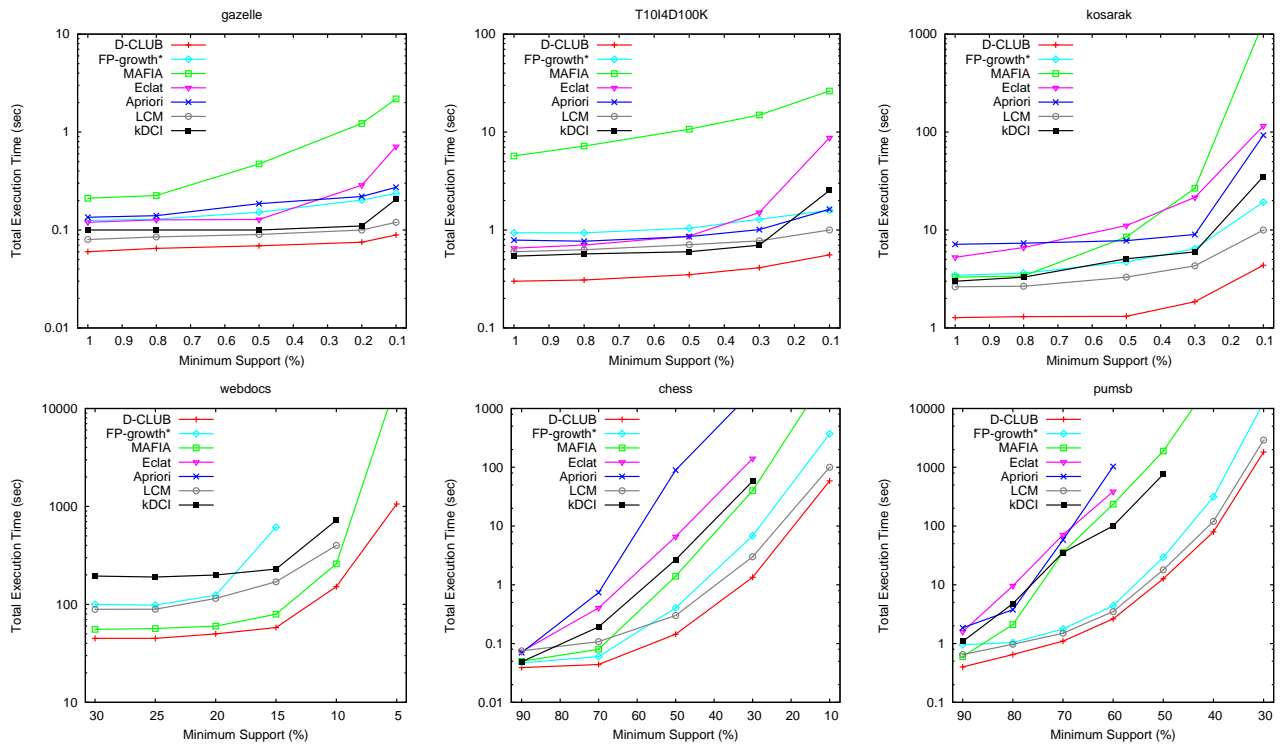 gazelle
Total Execution Time (sec)
10
1
0.1
0.01
D-CLUB
FP-growth*
MAFIA
Eclat
Apriori
LCM
kDCI
1 0.9 0.8 0.7 0.6 0.5 0.4 0.3 0.2 0.1
Minimum Support (%)
T10I4D100K
Total Execution Time (sec)
100
10
1
0.1
D-CLUB
FP-growth*
MAFIA
Eclat
Apriori
LCM
kDCI
1 0.9 0.8 0.7 0.6 0.5 0.4 0.3 0.2 0.1
Minimum Support (%)
kosarak
Total Execution Time (sec)
1000
100
10
1
D-CLUB
FP-growth*
MAFIA
Eclat
Apriori
LCM
kDCI
1 0.9 0.8 0.7 0.6 0.5 0.4 0.3 0.2 0.1
Minimum Support (%)
webdocs
Total Execution Time (sec)
10000
1000
100
10
D-CLUB
FP-growth*
MAFIA
Eclat
Apriori
LCM
kDCI
30 25 20 15 10 5
Minimum Support (%)
chess
Total Execution Time (sec)
1000
100
10
1
0.1
0.01
D-CLUB
FP-growth*
MAFIA
Eclat
Apriori
LCM
kDCI
90 80 70 60 50 40 30 20 10
Minimum Support (%)
pumsb
Total Execution Time (sec)
10000
1000
100
10
1
0.1
D-CLUB
FP-growth*
MAFIA
Eclat
Apriori
LCM
kDCI
90 80 70 60 50 40 30
Minimum Support (%)